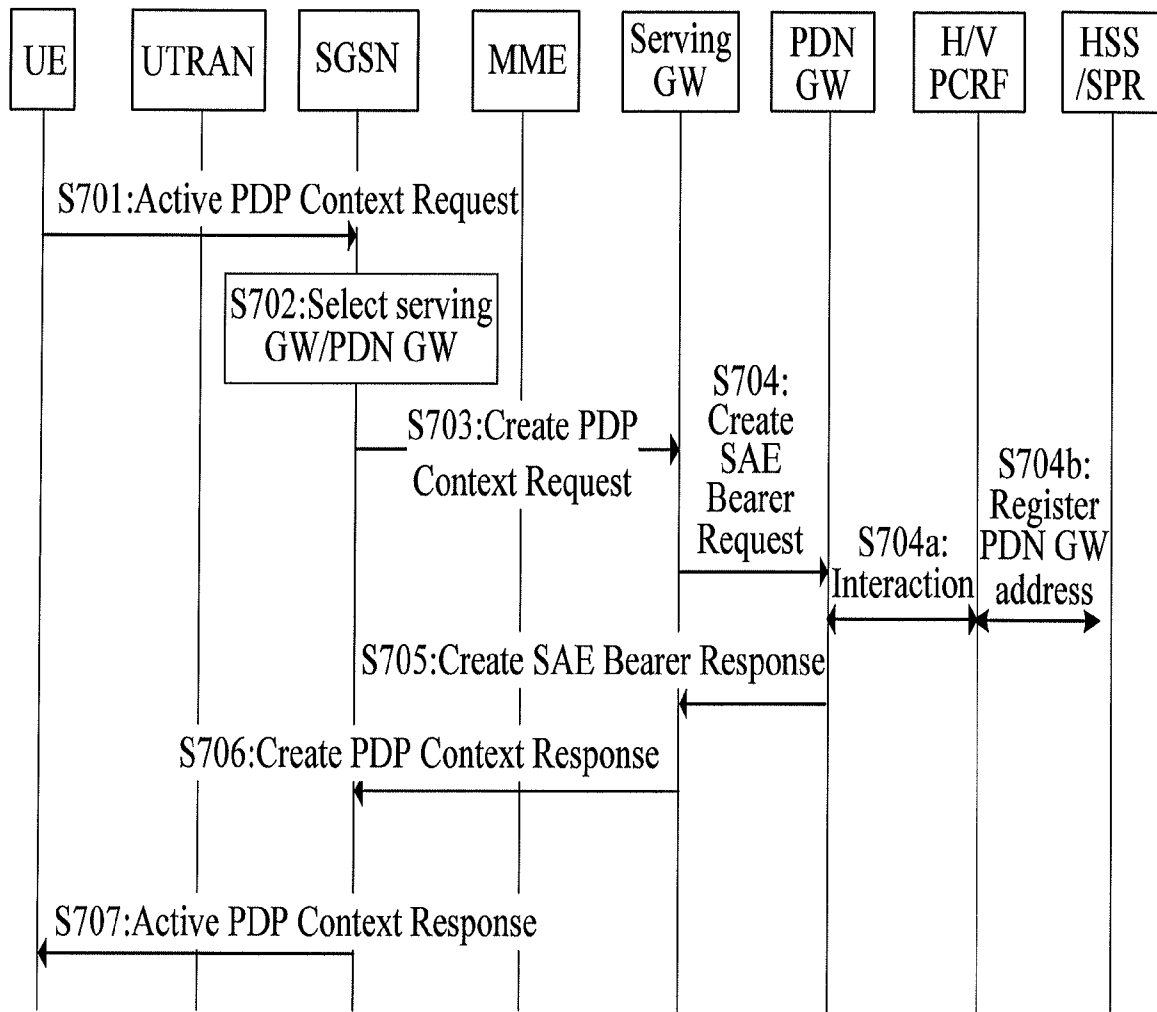 UE
UTRAN
SGSN
MME
Serving
GW
PDN
GW
H/V
PCRF
HSS
/SPR
S701:Active PDP Context Request
S702:Select serving
GW/PDN GW
S703:Create PDP
Context Request
S704:
Create
SAE
Bearer
Request
S704a:
Interaction
S704b:
Register
PDN GW
address
S705:Create SAE Bearer Response
S706:Create PDP Context Response
S707:Active PDP Context Response